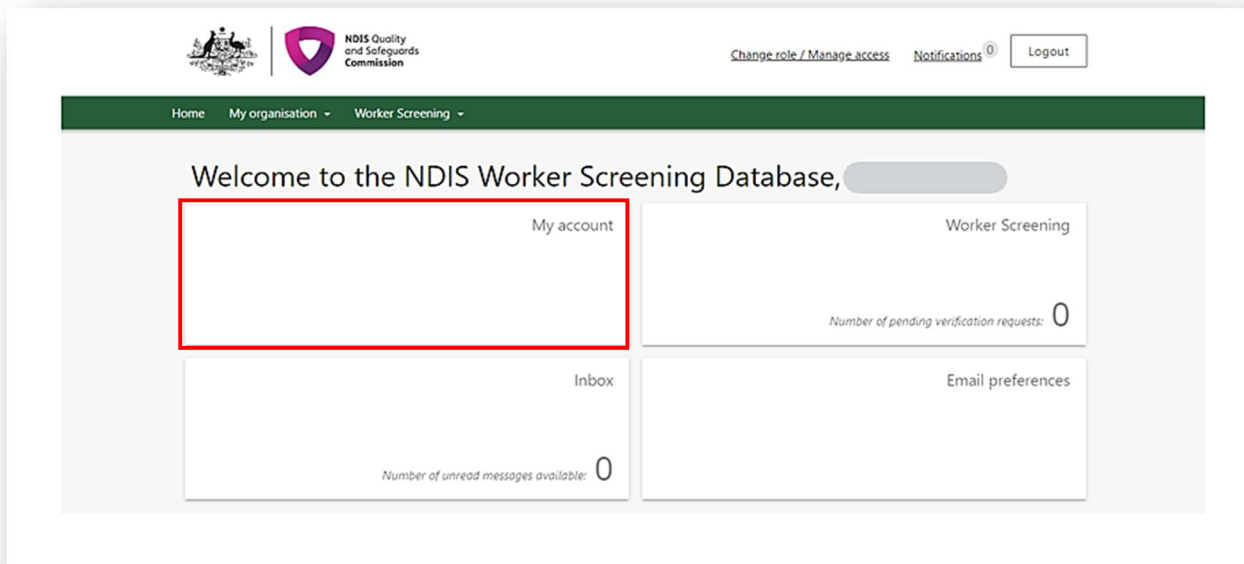 NDIS Quality
and Safeguards
Commission
Change role / Manage access Notifications 0 Logout
Home My organisation Worker Screening
Welcome to the NDIS Worker Screening Database,
My account
Worker Screening
Number of pending verification requests: 0
Inbox
Number of unread messages available: 0
Email preferences